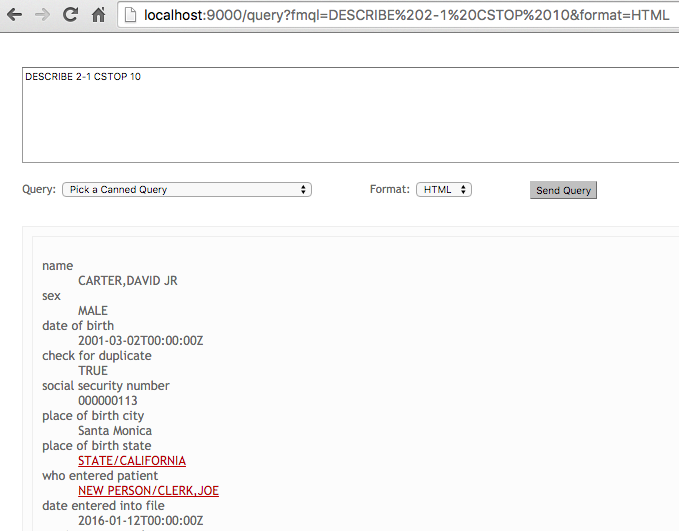 localhost:9000/query?fmql=DESCRIBE%202-1%20CSTOP%2010&format=HTML
DESCRIBE 2-1 CSTOP 10
Query: Pick a Canned Query Format: HTML Send Query
name
CARTER,DAVID JR
sex
MALE
date of birth
2001-03-02T00:00:00Z
check for duplicate
TRUE
social security number
000000113
place of birth city
Santa Monica
place of birth state
STATE/CALIFORNIA
who entered patient
NEW PERSON/CLERK,JOE
date entered into file
2016-01-12T00:00:00Z